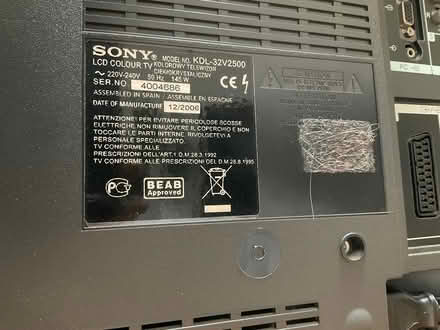 SONY
MODEL NO. KDL-32V2500
LCD COLOUR TV KOLOROWY TELEWIZOR
CIEKŁOKRYSTALICZNY
220V-240V 50 Hz 145 W
SER.NO 4004686
ASSEMBLED IN SPAIN / ASSEMBLE EN ESPAGNE
DATE OF MANUFACTURE 12/2006
ATTENZIONE: PER EVITARE PERICOLOSE SCOSSE
ELETTRICHE NON RIMUOVERE IL COPERCHIO E NON
TOCCARE LE PARTI INTERNE. RIVOLGETEVI A
PERSONALE SPECIALIZZATO.
TV CONFORME ALLE
PRESCRIZIONI DELL'ART.1 D.M.28.3.1992
TV CONFORME ALLE PRESCRIZIONI DEL D.M.26.8.1995
BEAB
Approved